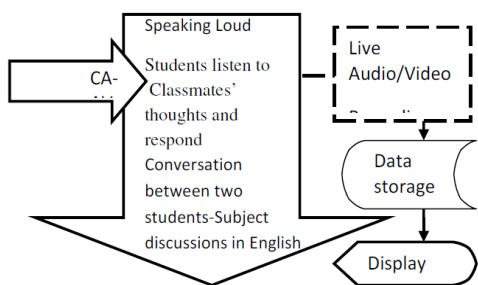 Speaking Loud
Students listen to
Classmates’
thoughts and
respond
Conversation
between two
students-Subject
discussions in English
CA-
Live
Audio/Video
Data
storage
Display